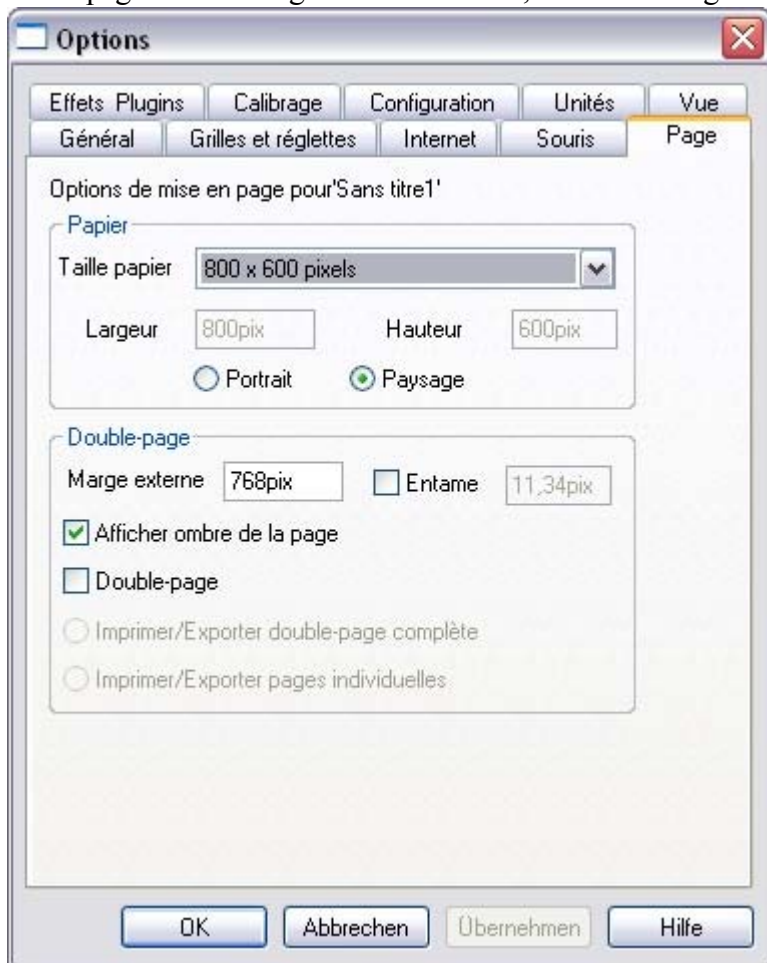 Options
Effets Plugins Calibrage Configuration Unités Vue
Général Grilles et réglettes Internet Souris Page
Options de mise en page pour'Sans titre1'
Papier
Taille papier 800 x 600 pixels
Largeur 800pix Hauteur 600pix
Portrait Paysage
Double-page
Marge externe 768pix Entame 11,34pix
Afficher ombre de la page
Double-page
Imprimer/Exporter double-page complète
Imprimer/Exporter pages individuelles
OK Abbrechen Übernehmen Hilfe